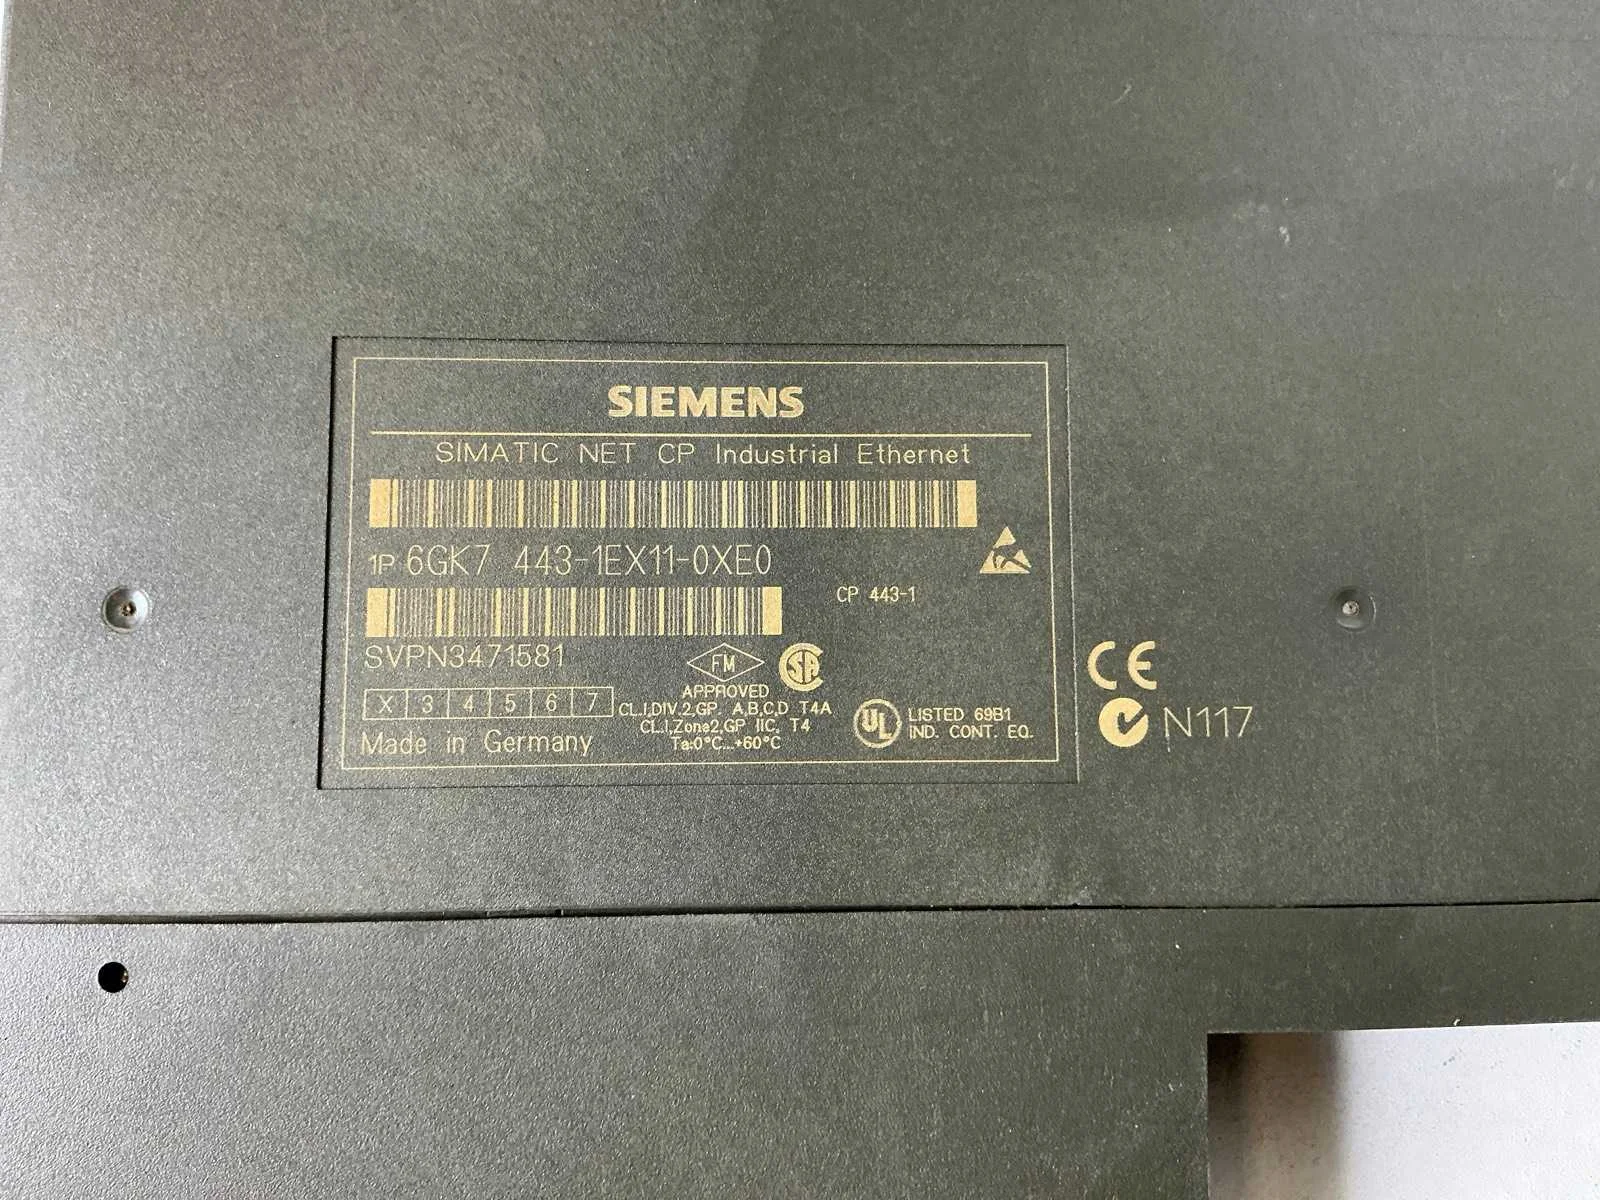 SIEMENS
SIMATIC NET CP Industrial Ethernet
1P 6GK7 443-1EX11-0XE0
CP 443-1
SVPN3471581
FM
APPROVED
CL.I,DIV.2,GP. A,B,C,D T4A
CL.I,Zone2,GP IIC, T4
Ta:0°C...+60°C
SA
X 3 4 5 6 7
Made in Germany
UL
LISTED 69B1
IND. CONT. EQ.
CE
N117